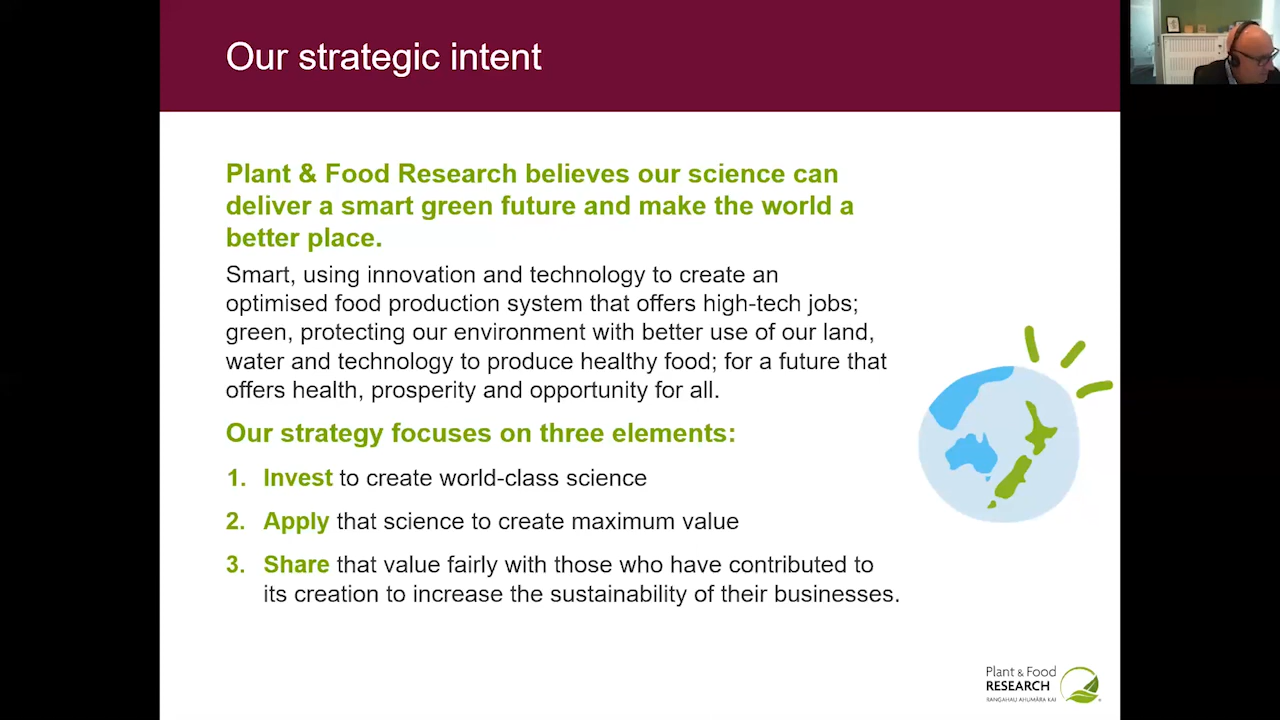 Our strategic intent
Plant & Food Research believes our science can
deliver a smart green future and make the world a
better place.
Smart, using innovation and technology to create an
optimised food production system that offers high-tech jobs;
green, protecting our environment with better use of our land,
water and technology to produce healthy food; for a future that
offers health, prosperity and opportunity for all.
Our strategy focuses on three elements:
1. Invest to create world-class science
2. Apply that science to create maximum value
3. Share that value fairly with those who have contributed to
its creation to increase the sustainability of their businesses.
Plant & Food
RESEARCH
RANGAHAU AHUMĀRA KAI